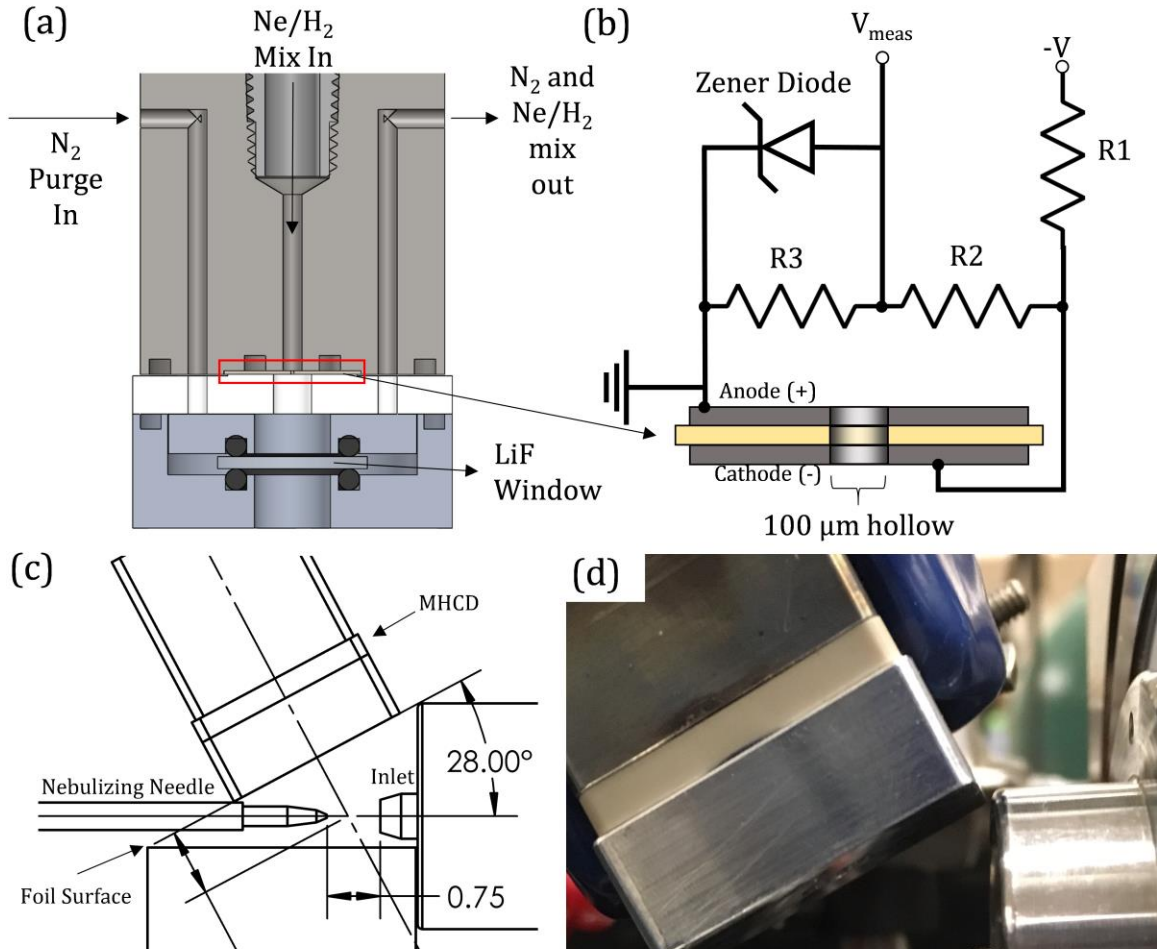 (a)
Ne/H₂
Mix In
N₂
Purge
In
N₂ and
Ne/H₂
mix
out
LiF
Window
(b)
V_meas
-V
Zener Diode
R1
R3
R2
Anode (+)
Cathode (-)
100 μm hollow
(c)
MHCD
28.00°
Nebulizing Needle
Inlet
Foil Surface
0.75
(d)